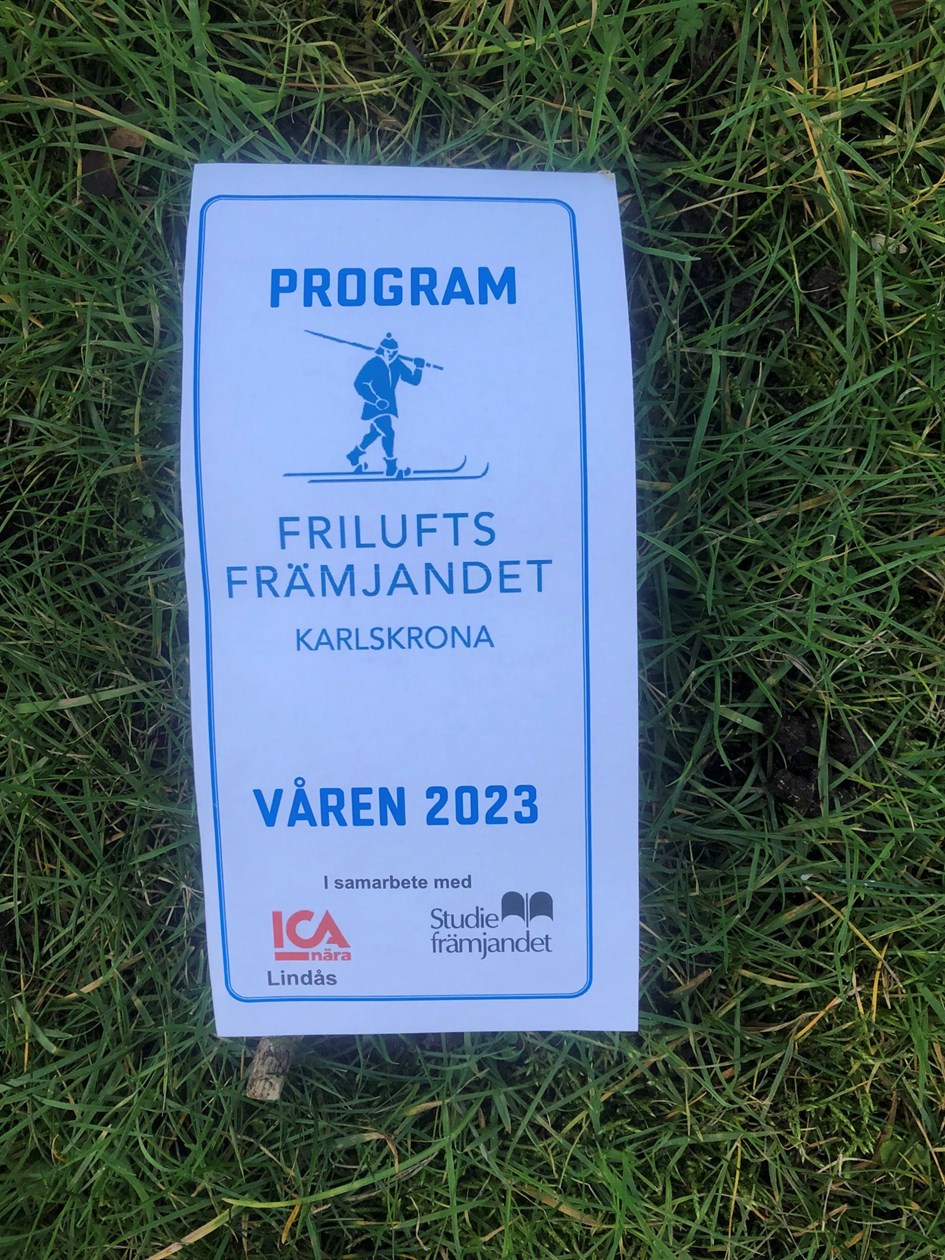 PROGRAM
FRILUFTS
FRÄMJANDET
KARLSKRONA
VÅREN 2023
I samarbete med
ICA
nära
Lindås
Studie
främjandet